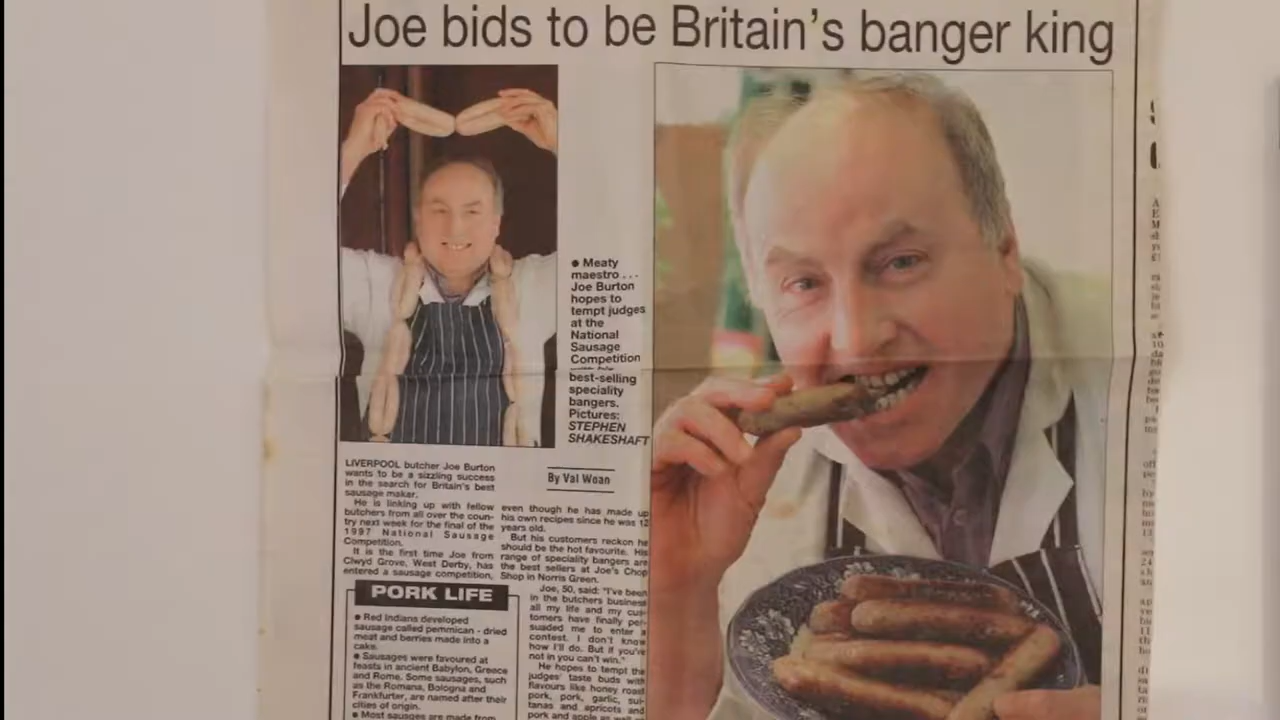 Joe bids to be Britain's banger king
● Meaty
maestro . . .
Joe Burton
hopes to
tempt judges
at the
National
Sausage
Competition
with his
best-selling
speciality
bangers.
Pictures:
STEPHEN
SHAKESHAFT
LIVERPOOL butcher Joe Burton
wants to be a sizzling success
in the search for Britain's best
sausage makar.
He is linking up with fellow
butchers from all over the coun-
try next week for the final of the
1997 National Sausage
Competition.
It is the first time Joe from
Clwyd Grove, West Derby, has
entered a sausage competition,
By Val Woan
even though he has made up
his own recipes since he was 12
years old.
But his customers reckon he
should be the hot favourite. His
range of speciality bangers are
the best sellers at Joe's Chop
Shop in Norris Green.
Joe, 50, said: "I've been
in the butchers business
all my life and my cus-
tomers have finally per-
suaded me to enter a
contest. I don't know
how I'll do. But if you're
not in you can't win."
He hopes to tempt the
judges' taste buds with
flavours like honey roast
pork, pork, garlic, sul-
tanas and apricots and
pork and apple as well as
PORK LIFE
● Red Indians developed
sausage called pemmican - dried
meat and berries made into a
cake.
● Sausages were favoured at
feasts in ancient Babylon, Greece
and Rome. Some sausages, such
as the Romana, Bologna and
Frankfurter, are named after their
cities of origin.
● Most sausages are made from